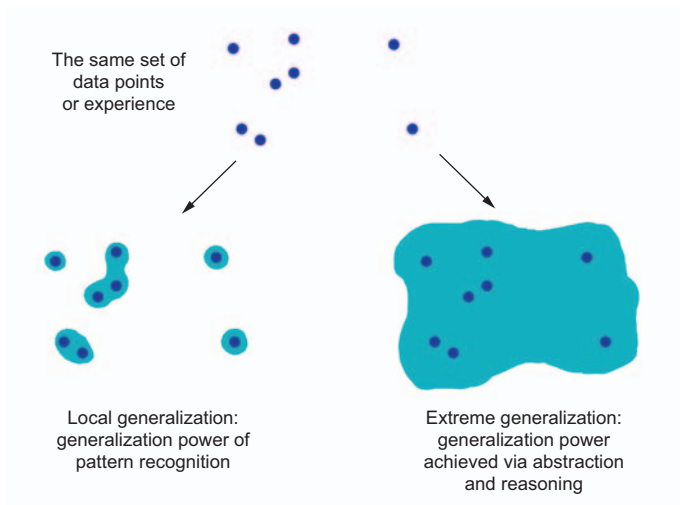 The same set of
data points
or experience
Local generalization:
generalization power of
pattern recognition
Extreme generalization:
generalization power
achieved via abstraction
and reasoning